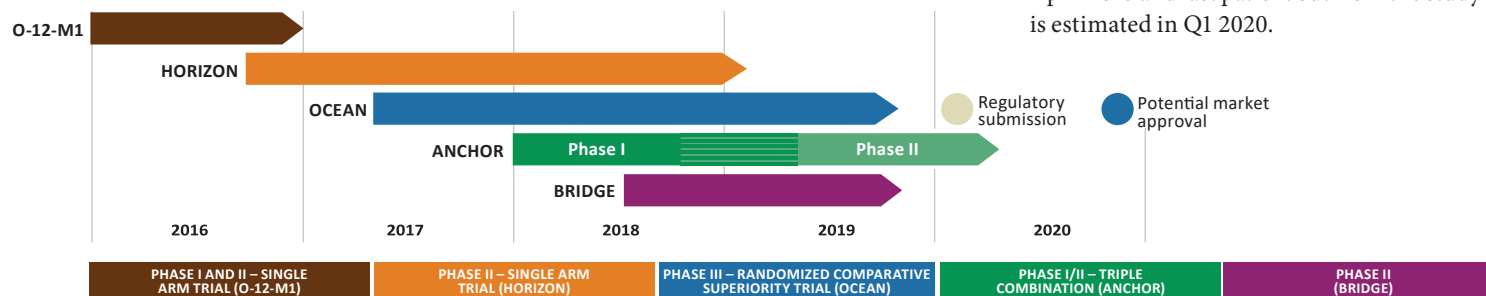 is estimated in Q1 2020.
O-12-M1
HORIZON
OCEAN
Regulatory
submission
Potential market
approval
ANCHOR
Phase I
Phase II
BRIDGE
2016
2017
2018
2019
2020
PHASE I AND II – SINGLE
ARM TRIAL (O-12-M1)
PHASE II – SINGLE ARM
TRIAL (HORIZON)
PHASE III – RANDOMIZED COMPARATIVE
SUPERIORITY TRIAL (OCEAN)
PHASE I/II – TRIPLE
COMBINATION (ANCHOR)
PHASE II
(BRIDGE)